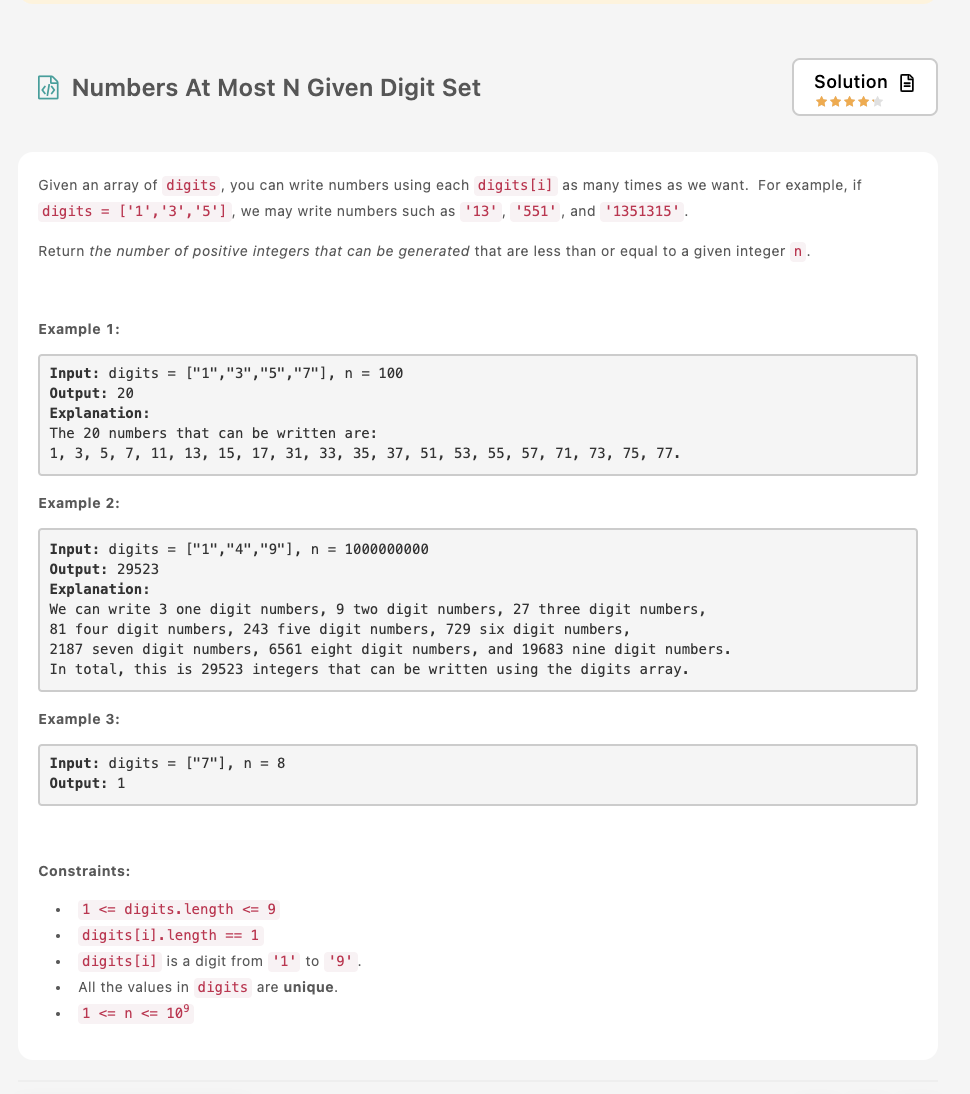 Numbers At Most N Given Digit Set
Solution
Given an array of digits, you can write numbers using each digits[i] as many times as we want.  For example, if
digits = ['1','3','5'], we may write numbers such as '13', '551', and '1351315'.
Return the number of positive integers that can be generated that are less than or equal to a given integer n.
Example 1:
Input: digits = ["1","3","5","7"], n = 100
Output: 20
Explanation:
The 20 numbers that can be written are:
1, 3, 5, 7, 11, 13, 15, 17, 31, 33, 35, 37, 51, 53, 55, 57, 71, 73, 75, 77.
Example 2:
Input: digits = ["1","4","9"], n = 1000000000
Output: 29523
Explanation:
We can write 3 one digit numbers, 9 two digit numbers, 27 three digit numbers,
81 four digit numbers, 243 five digit numbers, 729 six digit numbers,
2187 seven digit numbers, 6561 eight digit numbers, and 19683 nine digit numbers.
In total, this is 29523 integers that can be written using the digits array.
Example 3:
Input: digits = ["7"], n = 8
Output: 1
Constraints:
• 1 <= digits.length <= 9
• digits[i].length == 1
• digits[i] is a digit from '1' to '9'.
• All the values in digits are unique.
• 1 <= n <= 10⁹